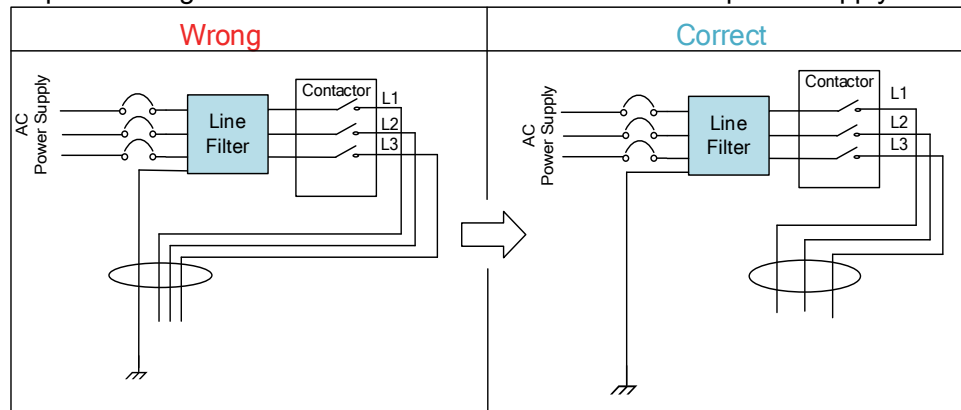 Wrong
Correct
AC
Power Supply
Line
Filter
Contactor
L1
L2
L3
AC
Power Supply
Line
Filter
Contactor
L1
L2
L3